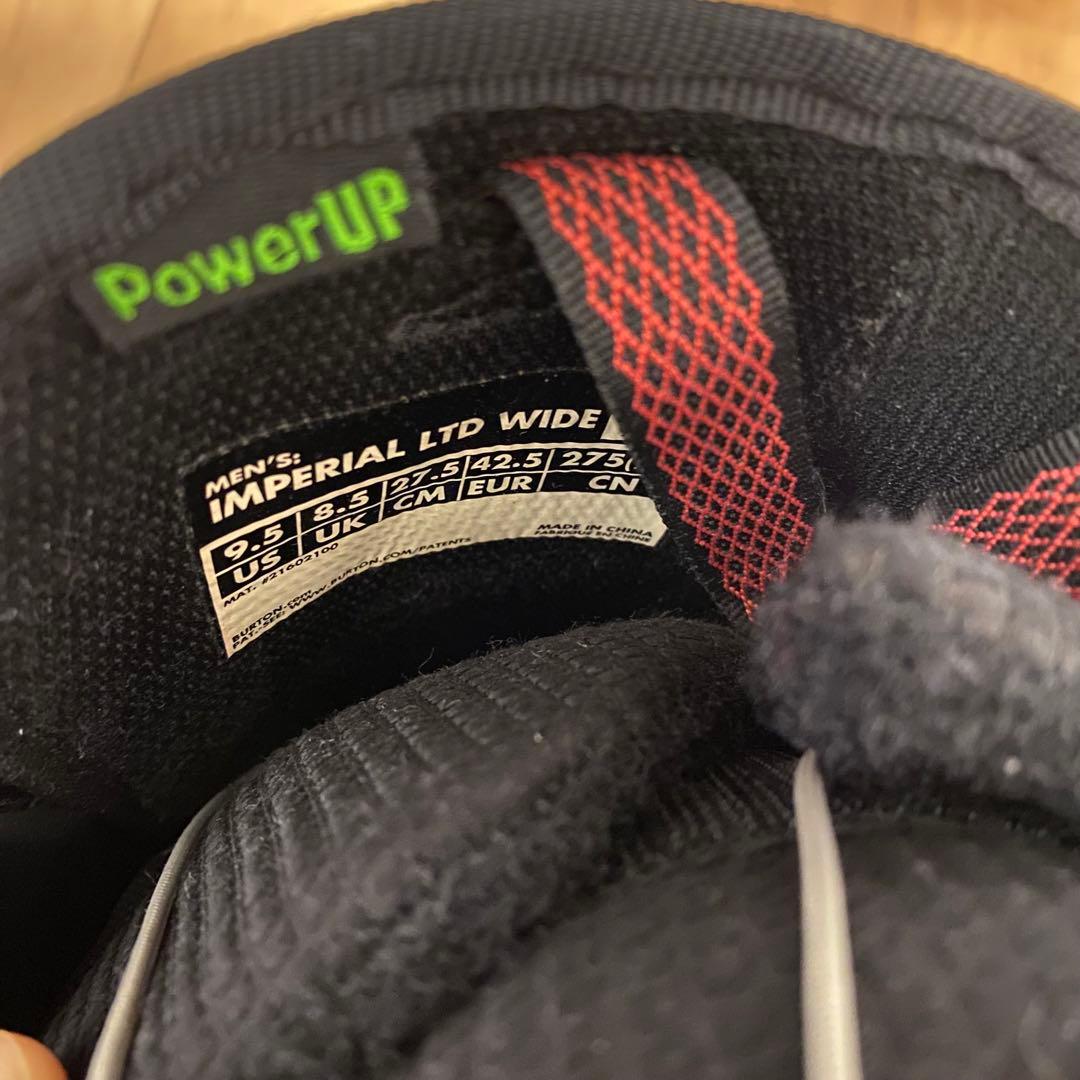 PowerUP
MEN'S:
IMPERIAL LTD WIDE
9.5 8.5 27.5 42.5 275(
US UK CM EUR CN
MAT. #21602100
MADE IN CHINA
FABRIQUÉ EN CHINE
BURTON.com
PAT.-SEE: WWW.BURTON.COM/PATENTS